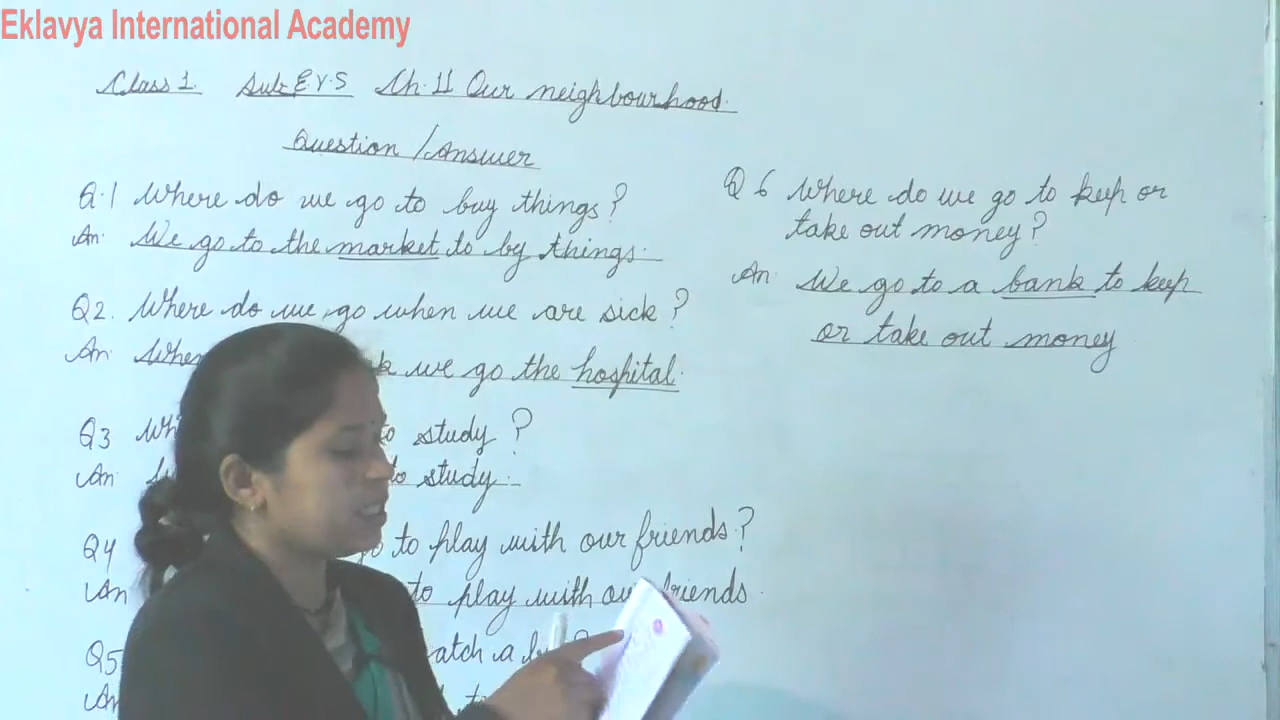 Eklavya International Academy
Class 1. Sub:E.V.S Ch.11 Our neighbourhood.
Question/Answer
Q.1 Where do we go to buy things?
An. We go to the market to by things.
Q2. Where do we go when we are sick?
An. When we go the hospital.
Q3 to study?
An to study.
Q4 to play with our friends?
An to play with our friends.
Q5 a
An
Q 6 Where do we go to keep or
take out money?
An. We go to a bank to keep
or take out money